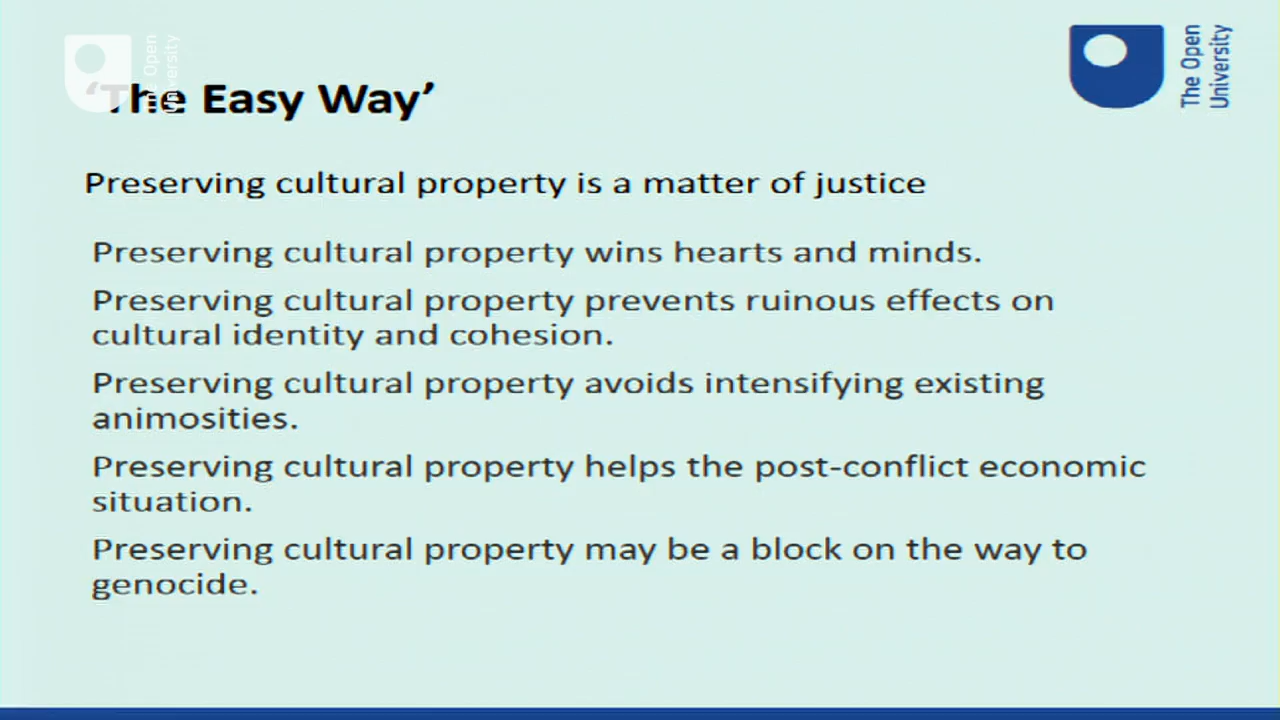 The Open
University
'The Easy Way'
The Open
University
Preserving cultural property is a matter of justice
Preserving cultural property wins hearts and minds.
Preserving cultural property prevents ruinous effects on
cultural identity and cohesion.
Preserving cultural property avoids intensifying existing
animosities.
Preserving cultural property helps the post-conflict economic
situation.
Preserving cultural property may be a block on the way to
genocide.